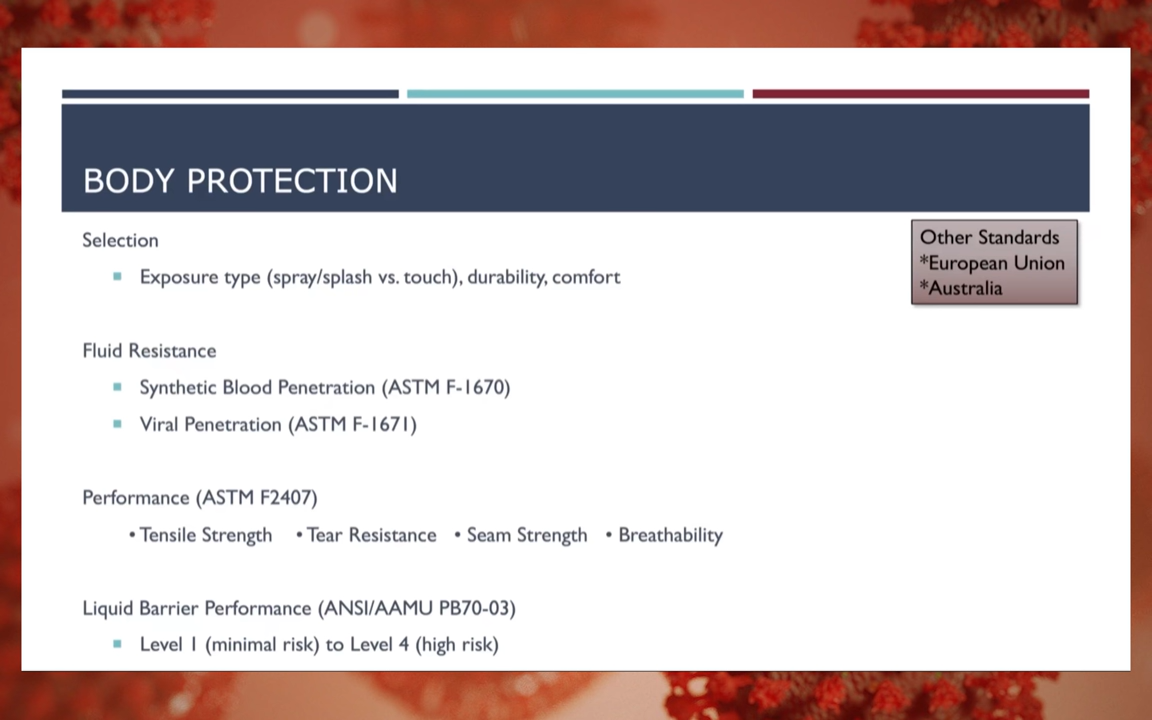 BODY PROTECTION
Selection
Exposure type (spray/splash vs. touch), durability, comfort
Other Standards
*European Union
*Australia
Fluid Resistance
Synthetic Blood Penetration (ASTM F-1670)
Viral Penetration (ASTM F-1671)
Performance (ASTM F2407)
• Tensile Strength • Tear Resistance • Seam Strength • Breathability
Liquid Barrier Performance (ANSI/AAMU PB70-03)
Level 1 (minimal risk) to Level 4 (high risk)